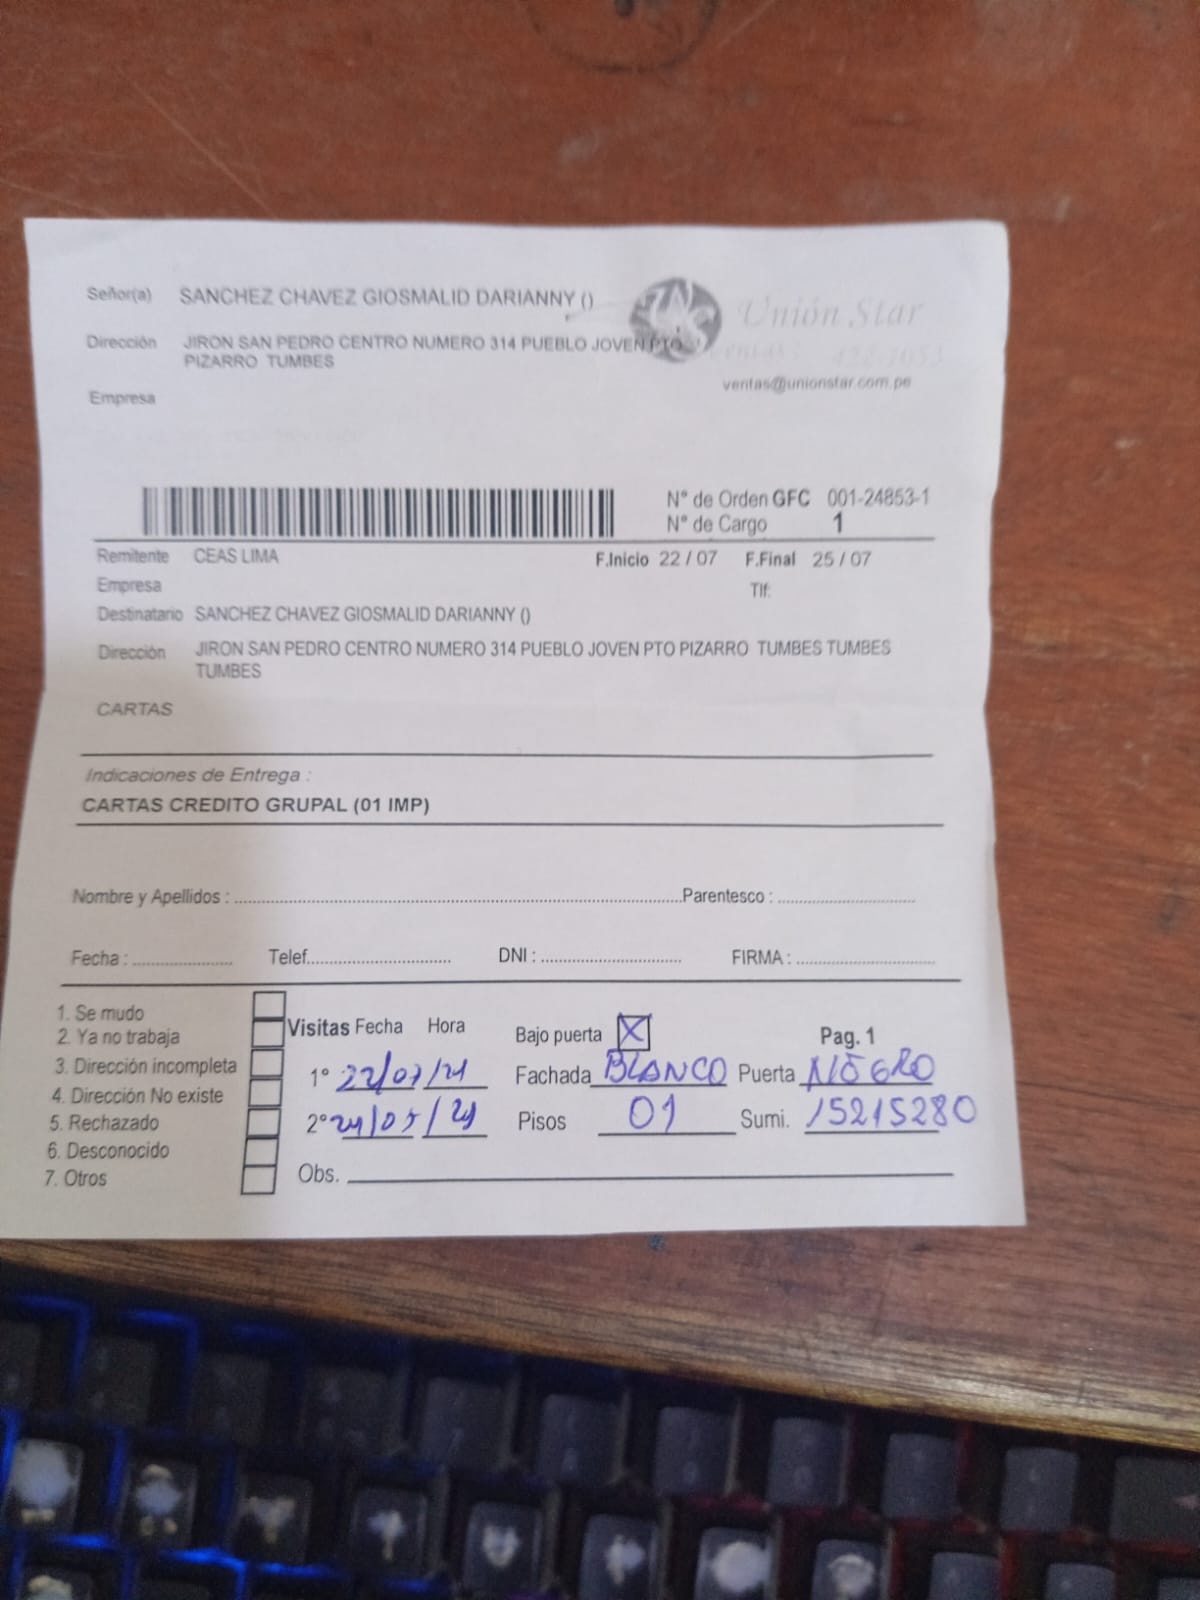 Señor(a) SANCHEZ CHAVEZ GIOSMALID DARIANNY ()
Unión Star
Dirección JIRON SAN PEDRO CENTRO NUMERO 314 PUEBLO JOVEN PTO
PIZARRO TUMBES
ventas@unionstar.com.pe
Empresa
N° de Orden GFC 001-24853-1
N° de Cargo 1
Remitente CEAS LIMA F.Inicio 22 / 07 F.Final 25 / 07
Empresa Tlf:
Destinatario SANCHEZ CHAVEZ GIOSMALID DARIANNY ()
Dirección JIRON SAN PEDRO CENTRO NUMERO 314 PUEBLO JOVEN PTO PIZARRO TUMBES TUMBES
TUMBES
CARTAS
Indicaciones de Entrega :
CARTAS CREDITO GRUPAL (01 IMP)
Nombre y Apellidos : Parentesco :
Fecha : Telef. DNI : FIRMA :
1. Se mudo
2. Ya no trabaja
3. Dirección incompleta
4. Dirección No existe
5. Rechazado
6. Desconocido
7. Otros
Visitas Fecha Hora Bajo puerta X Pag. 1
1° Fachada BLANCO Puerta NEGRO
2° Pisos 01 Sumi. 15215280
Obs.